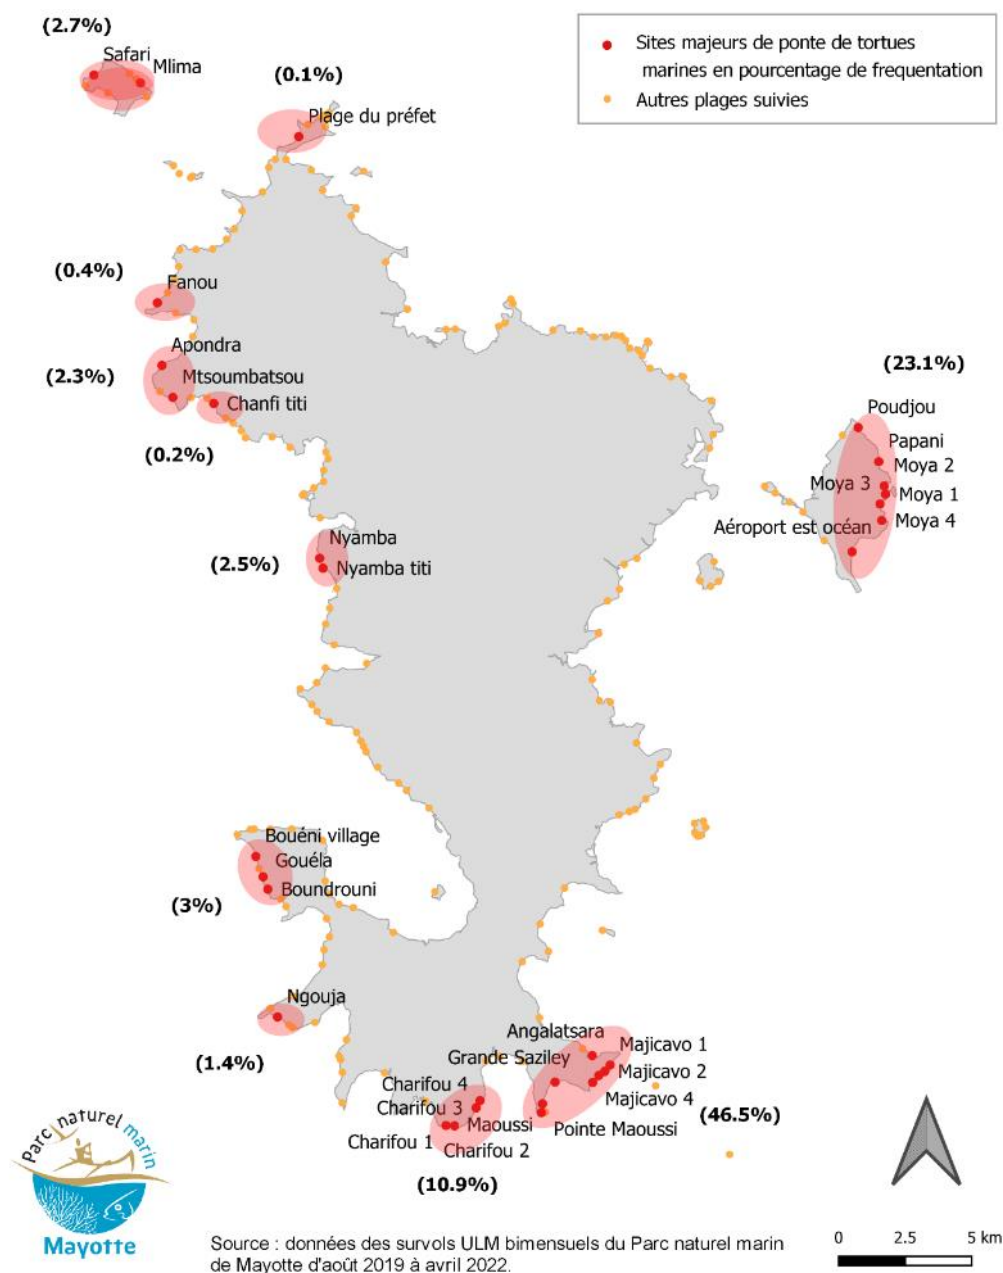 (2.7%)
Safari
Mlima
(0.1%)
Plage du préfet
Sites majeurs de ponte de tortues
marines en pourcentage de frequentation
Autres plages suivies
(0.4%)
Fanou
Apondra
(2.3%)
Mtsoumbatsou
Chanfi titi
(0.2%)
(23.1%)
Poudjou
Papani
Moya 2
Moya 3
Moya 1
Moya 4
Aéroport est océan
Nyamba
(2.5%)
Nyamba titi
Bouéni village
Gouéla
Boundrouni
(3%)
Ngouja
(1.4%)
Angalatsara
Majicavo 1
Grande Saziley
Majicavo 2
Charifou 4
Majicavo 4
Charifou 3
(46.5%)
Maoussi
Pointe Maoussi
Charifou 1
Charifou 2
(10.9%)
Parc naturel marin
Mayotte
0 2.5 5 km
Source : données des survols ULM bimensuels du Parc naturel marin
de Mayotte d'août 2019 à avril 2022.